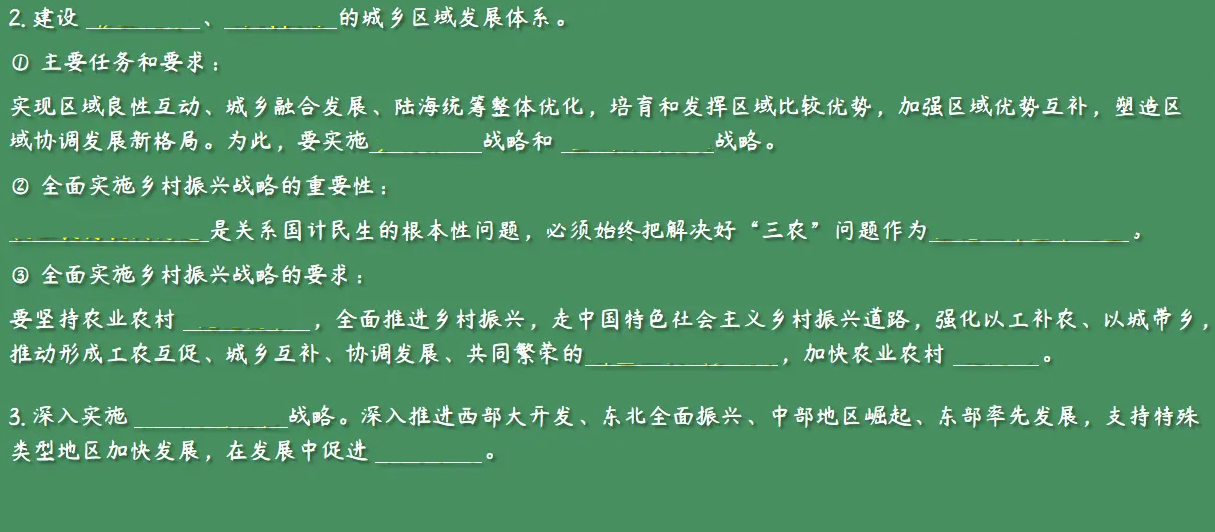 2. 建设 ________、________的城乡区域发展体系。
① 主要任务和要求：
实现区域良性互动、城乡融合发展、陆海统筹整体优化，培育和发挥区域比较优势，加强区域优势互补，塑造区
域协调发展新格局。为此，要实施________战略和 ________战略。
② 全面实施乡村振兴战略的重要性：
________是关系国计民生的根本性问题，必须始终把解决好“三农”问题作为________。
③ 全面实施乡村振兴战略的要求：
要坚持农业农村 ________，全面推进乡村振兴，走中国特色社会主义乡村振兴道路，强化以工补农、以城带乡，
推动形成工农互促、城乡互补、协调发展、共同繁荣的________，加快农业农村 ________。
3. 深入实施 ________战略。深入推进西部大开发、东北全面振兴、中部地区崛起、东部率先发展，支持特殊
类型地区加快发展，在发展中促进 ________。